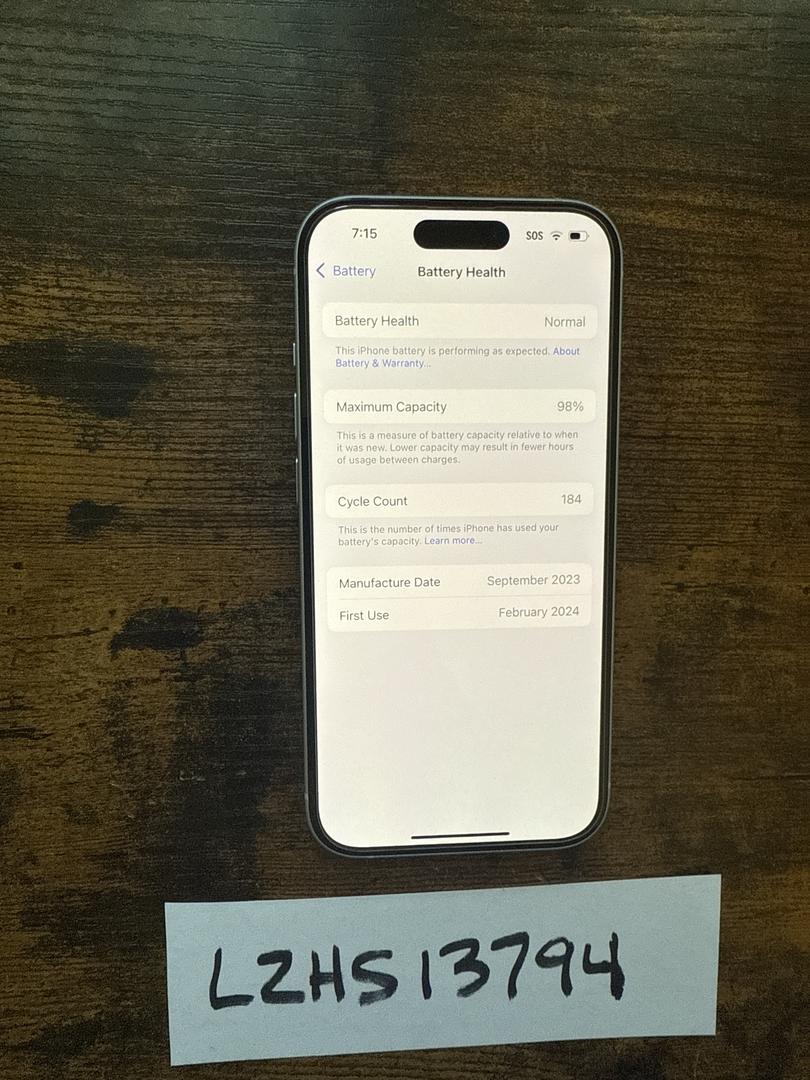 7:15
SOS
Battery
Battery Health
Battery Health Normal
This iPhone battery is performing as expected. About
Battery & Warranty...
Maximum Capacity 98%
This is a measure of battery capacity relative to when
it was new. Lower capacity may result in fewer hours
of usage between charges.
Cycle Count 184
This is the number of times iPhone has used your
battery's capacity. Learn more...
Manufacture Date September 2023
First Use February 2024
LZHS13794